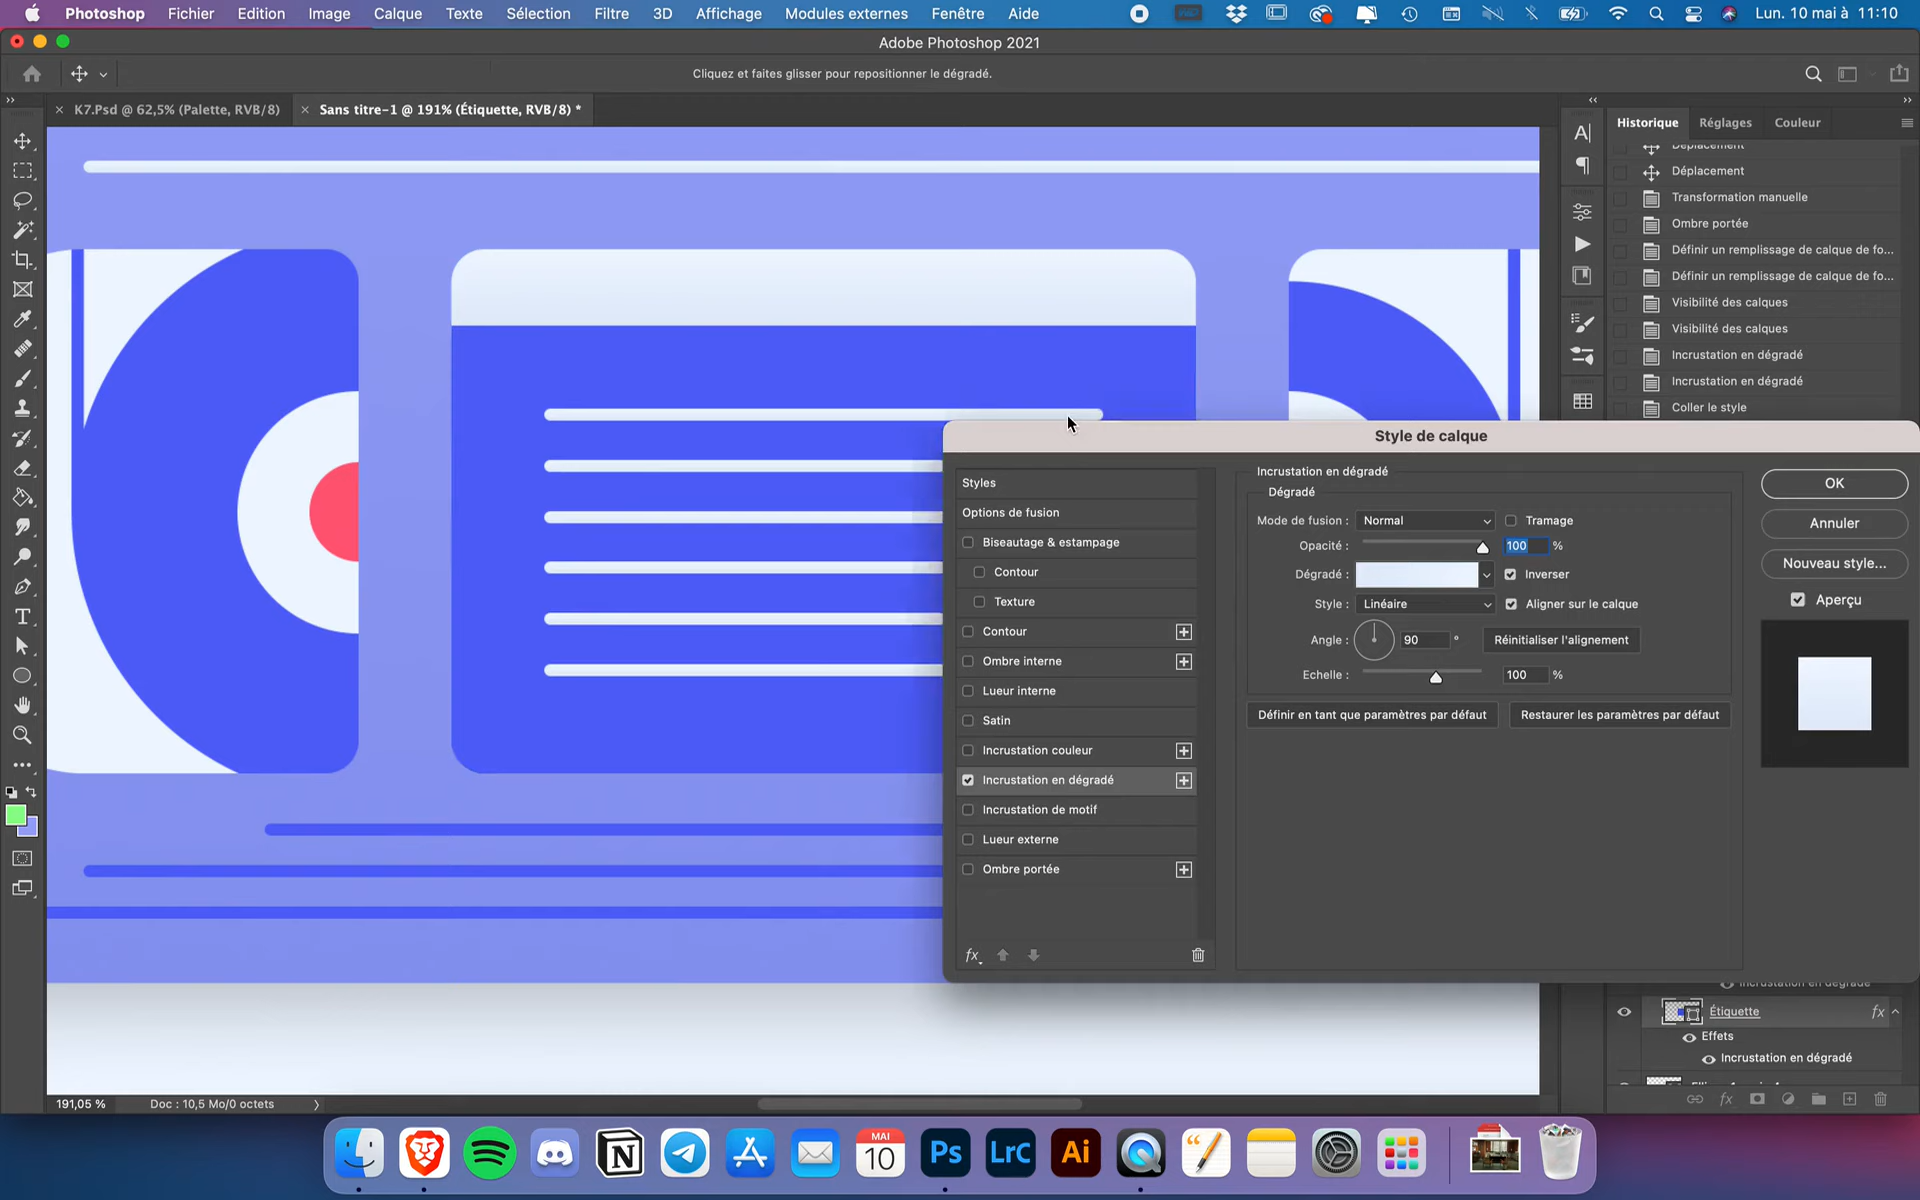 Photoshop Fichier Edition Image Calque Texte Sélection Filtre 3D Affichage Modules externes Fenêtre Aide Lun. 10 mai à 11:10
Adobe Photoshop 2021
Cliquez et faites glisser pour repositionner le dégradé.
K7.Psd @ 62,5% (Palette, RVB/8)
Sans titre-1 @ 191% (Étiquette, RVB/8) *
Historique Réglages Couleur
Déplacement
Déplacement
Transformation manuelle
Ombre portée
Définir un remplissage de calque de fo...
Définir un remplissage de calque de fo...
Visibilité des calques
Visibilité des calques
Incrustation en dégradé
Incrustation en dégradé
Coller le style
Style de calque
Styles
Options de fusion
Biseautage & estampage
Contour
Texture
Contour
Ombre interne
Lueur interne
Satin
Incrustation couleur
Incrustation en dégradé
Incrustation de motif
Lueur externe
Ombre portée
fx
Incrustation en dégradé
Dégradé
Mode de fusion : Normal Tramage
Opacité : 100 %
Dégradé : Inverser
Style : Linéaire Aligner sur le calque
Angle : 90 ° Réinitialiser l'alignement
Echelle : 100 %
Définir en tant que paramètres par défaut Restaurer les paramètres par défaut
OK
Annuler
Nouveau style...
Aperçu
Incrustation en dégradé
Étiquette fx
Effets
Incrustation en dégradé
191,05 % Doc : 10,5 Mo/0 octets
fx
MAI
10
Ps
LrC
Ai